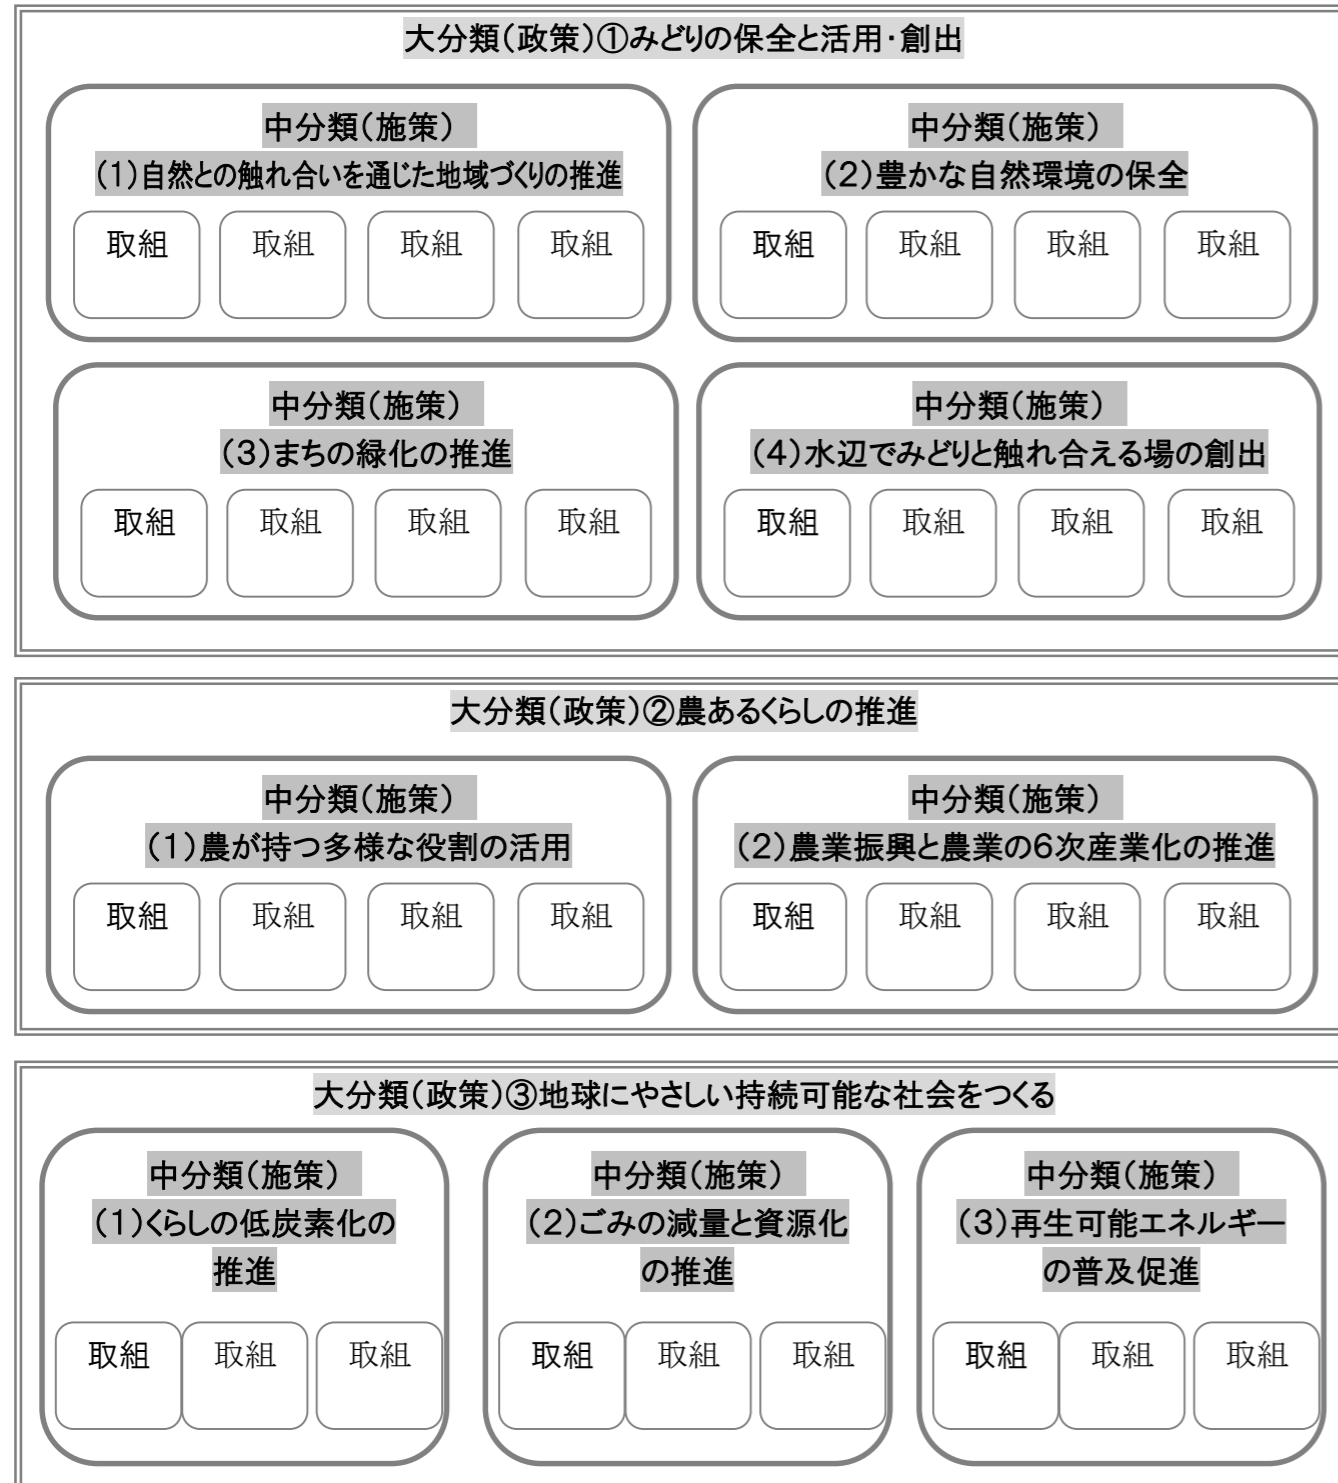 大分類(政策)①みどりの保全と活用・創出
中分類(施策)
(1)自然との触れ合いを通じた地域づくりの推進
取組 取組 取組 取組
中分類(施策)
(2)豊かな自然環境の保全
取組 取組 取組 取組
中分類(施策)
(3)まちの緑化の推進
取組 取組 取組 取組
中分類(施策)
(4)水辺でみどりと触れ合える場の創出
取組 取組 取組 取組
大分類(政策)②農あるくらしの推進
中分類(施策)
(1)農が持つ多様な役割の活用
取組 取組 取組 取組
中分類(施策)
(2)農業振興と農業の6次産業化の推進
取組 取組 取組 取組
大分類(政策)③地球にやさしい持続可能な社会をつくる
中分類(施策)
(1)くらしの低炭素化の
推進
取組 取組 取組
中分類(施策)
(2)ごみの減量と資源化
の推進
取組 取組 取組
中分類(施策)
(3)再生可能エネルギー
の普及促進
取組 取組 取組